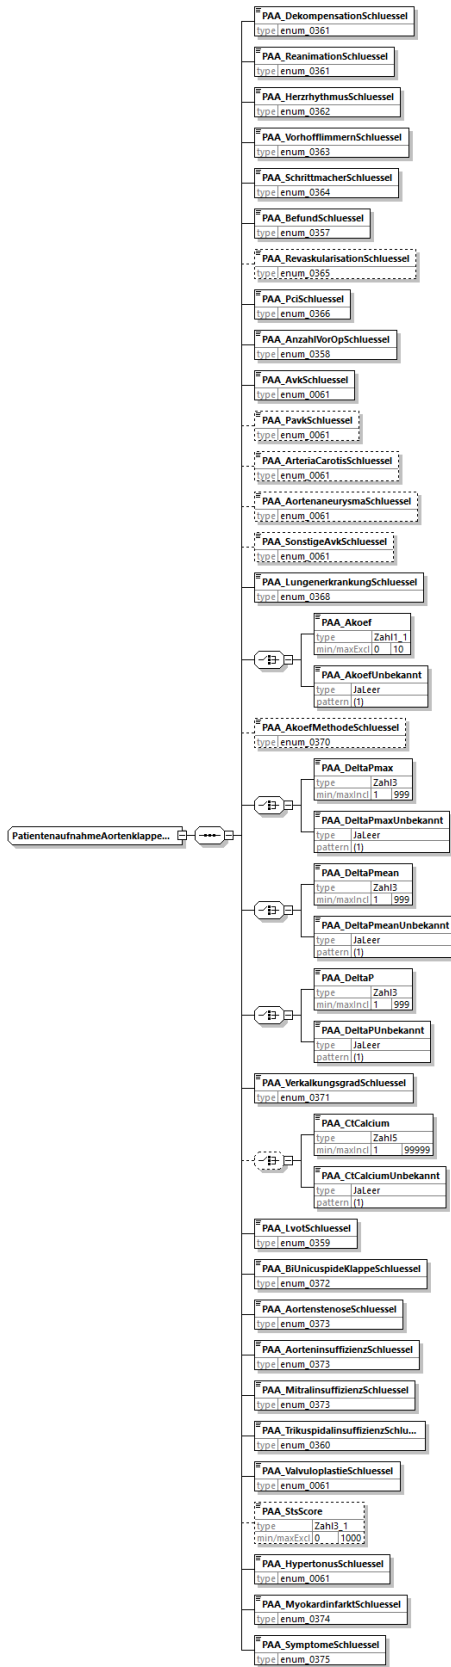 PAA_DekompensationSchluessel
type enum_0361
PAA_ReanimationSchluessel
type enum_0361
PAA_HerzrhythmusSchluessel
type enum_0362
PAA_VorhofflimmernSchluessel
type enum_0363
PAA_SchrittmacherSchluessel
type enum_0364
PAA_BefundSchluessel
type enum_0357
PAA_RevaskularisationSchluessel
type enum_0365
PAA_PciSchluessel
type enum_0366
PAA_AnzahlVorOpSchluessel
type enum_0358
PAA_AvkSchluessel
type enum_0061
PAA_PavkSchluessel
type enum_0061
PAA_ArteriaCarotisSchluessel
type enum_0061
PAA_AortenaneurysmaSchluessel
type enum_0061
PAA_SonstigeAvkSchluessel
type enum_0061
PAA_LungenerkrankungSchluessel
type enum_0368
PAA_Akoef
type Zahl1_1
min/maxExcl 0 10
PAA_AkoefUnbekannt
type JaLeer
pattern (1)
PAA_AkoefMethodeSchluessel
type enum_0370
PAA_DeltaPmax
type Zahl3
min/maxIncl 1 999
PAA_DeltaPmaxUnbekannt
type JaLeer
pattern (1)
PatientenaufnahmeAortenklappe...
PAA_DeltaPmean
type Zahl3
min/maxIncl 1 999
PAA_DeltaPmeanUnbekannt
type JaLeer
pattern (1)
PAA_DeltaP
type Zahl3
min/maxIncl 1 999
PAA_DeltaPUnbekannt
type JaLeer
pattern (1)
PAA_VerkalkungsgradSchluessel
type enum_0371
PAA_CtCalcium
type Zahl5
min/maxIncl 1 99999
PAA_CtCalciumUnbekannt
type JaLeer
pattern (1)
PAA_LvotSchluessel
type enum_0359
PAA_BiUnicuspideKlappeSchluessel
type enum_0372
PAA_AortenstenoseSchluessel
type enum_0373
PAA_AorteninsuffizienzSchluessel
type enum_0373
PAA_MitralinsuffizienzSchluessel
type enum_0373
PAA_TrikuspidalinsuffizienzSchlu...
type enum_0360
PAA_ValvuloplastieSchluessel
type enum_0061
PAA_StsScore
type Zahl3_1
min/maxExcl 0 1000
PAA_HypertonusSchluessel
type enum_0061
PAA_MyokardinfarktSchluessel
type enum_0374
PAA_SymptomeSchluessel
type enum_0375